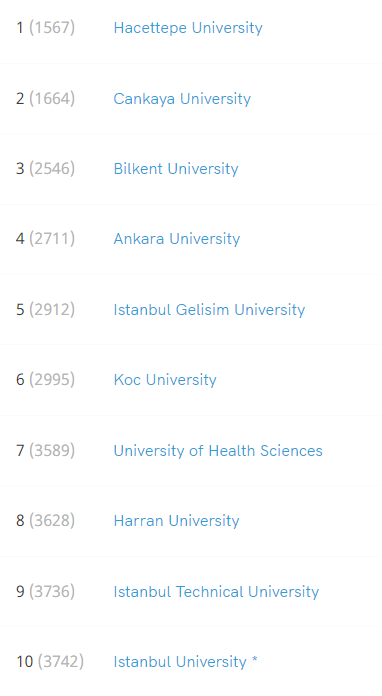 1 (1567) Hacettepe University
2 (1664) Cankaya University
3 (2546) Bilkent University
4 (2711) Ankara University
5 (2912) Istanbul Gelisim University
6 (2995) Koc University
7 (3589) University of Health Sciences
8 (3628) Harran University
9 (3736) Istanbul Technical University
10 (3742) Istanbul University *